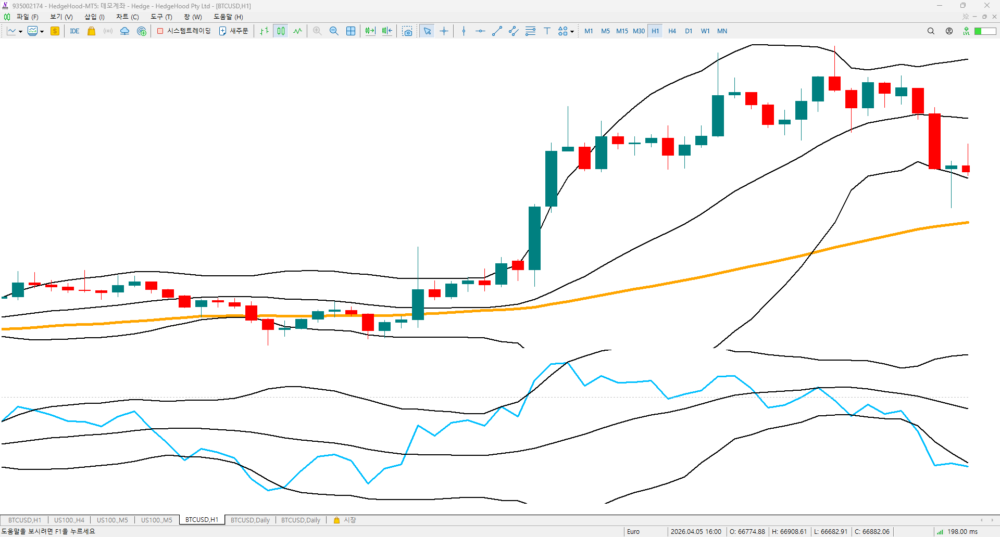 935002174 - HedgeHood-MT5: 데모계좌 - Hedge - HedgeHood Pty Ltd - [BTCUSD,H1]
파일 (F) 보기 (V) 삽입 (I) 차트 (C) 도구 (T) 창 (W) 도움말 (H)
IDE 시스템트레이딩 새주문 M1 M5 M15 M30 H1 H4 D1 W1 MN LVL
BTCUSD,H1 US100.,H4 US100.,M5 US100.,M5 BTCUSD,H1 BTCUSD,Daily BTCUSD,Daily 시장
도움말을 보시려면 F1을 누르세요 Euro 2026.04.05 16:00 O: 66774.88 H: 66908.61 L: 66682.91 C: 66882.06 198.00 ms